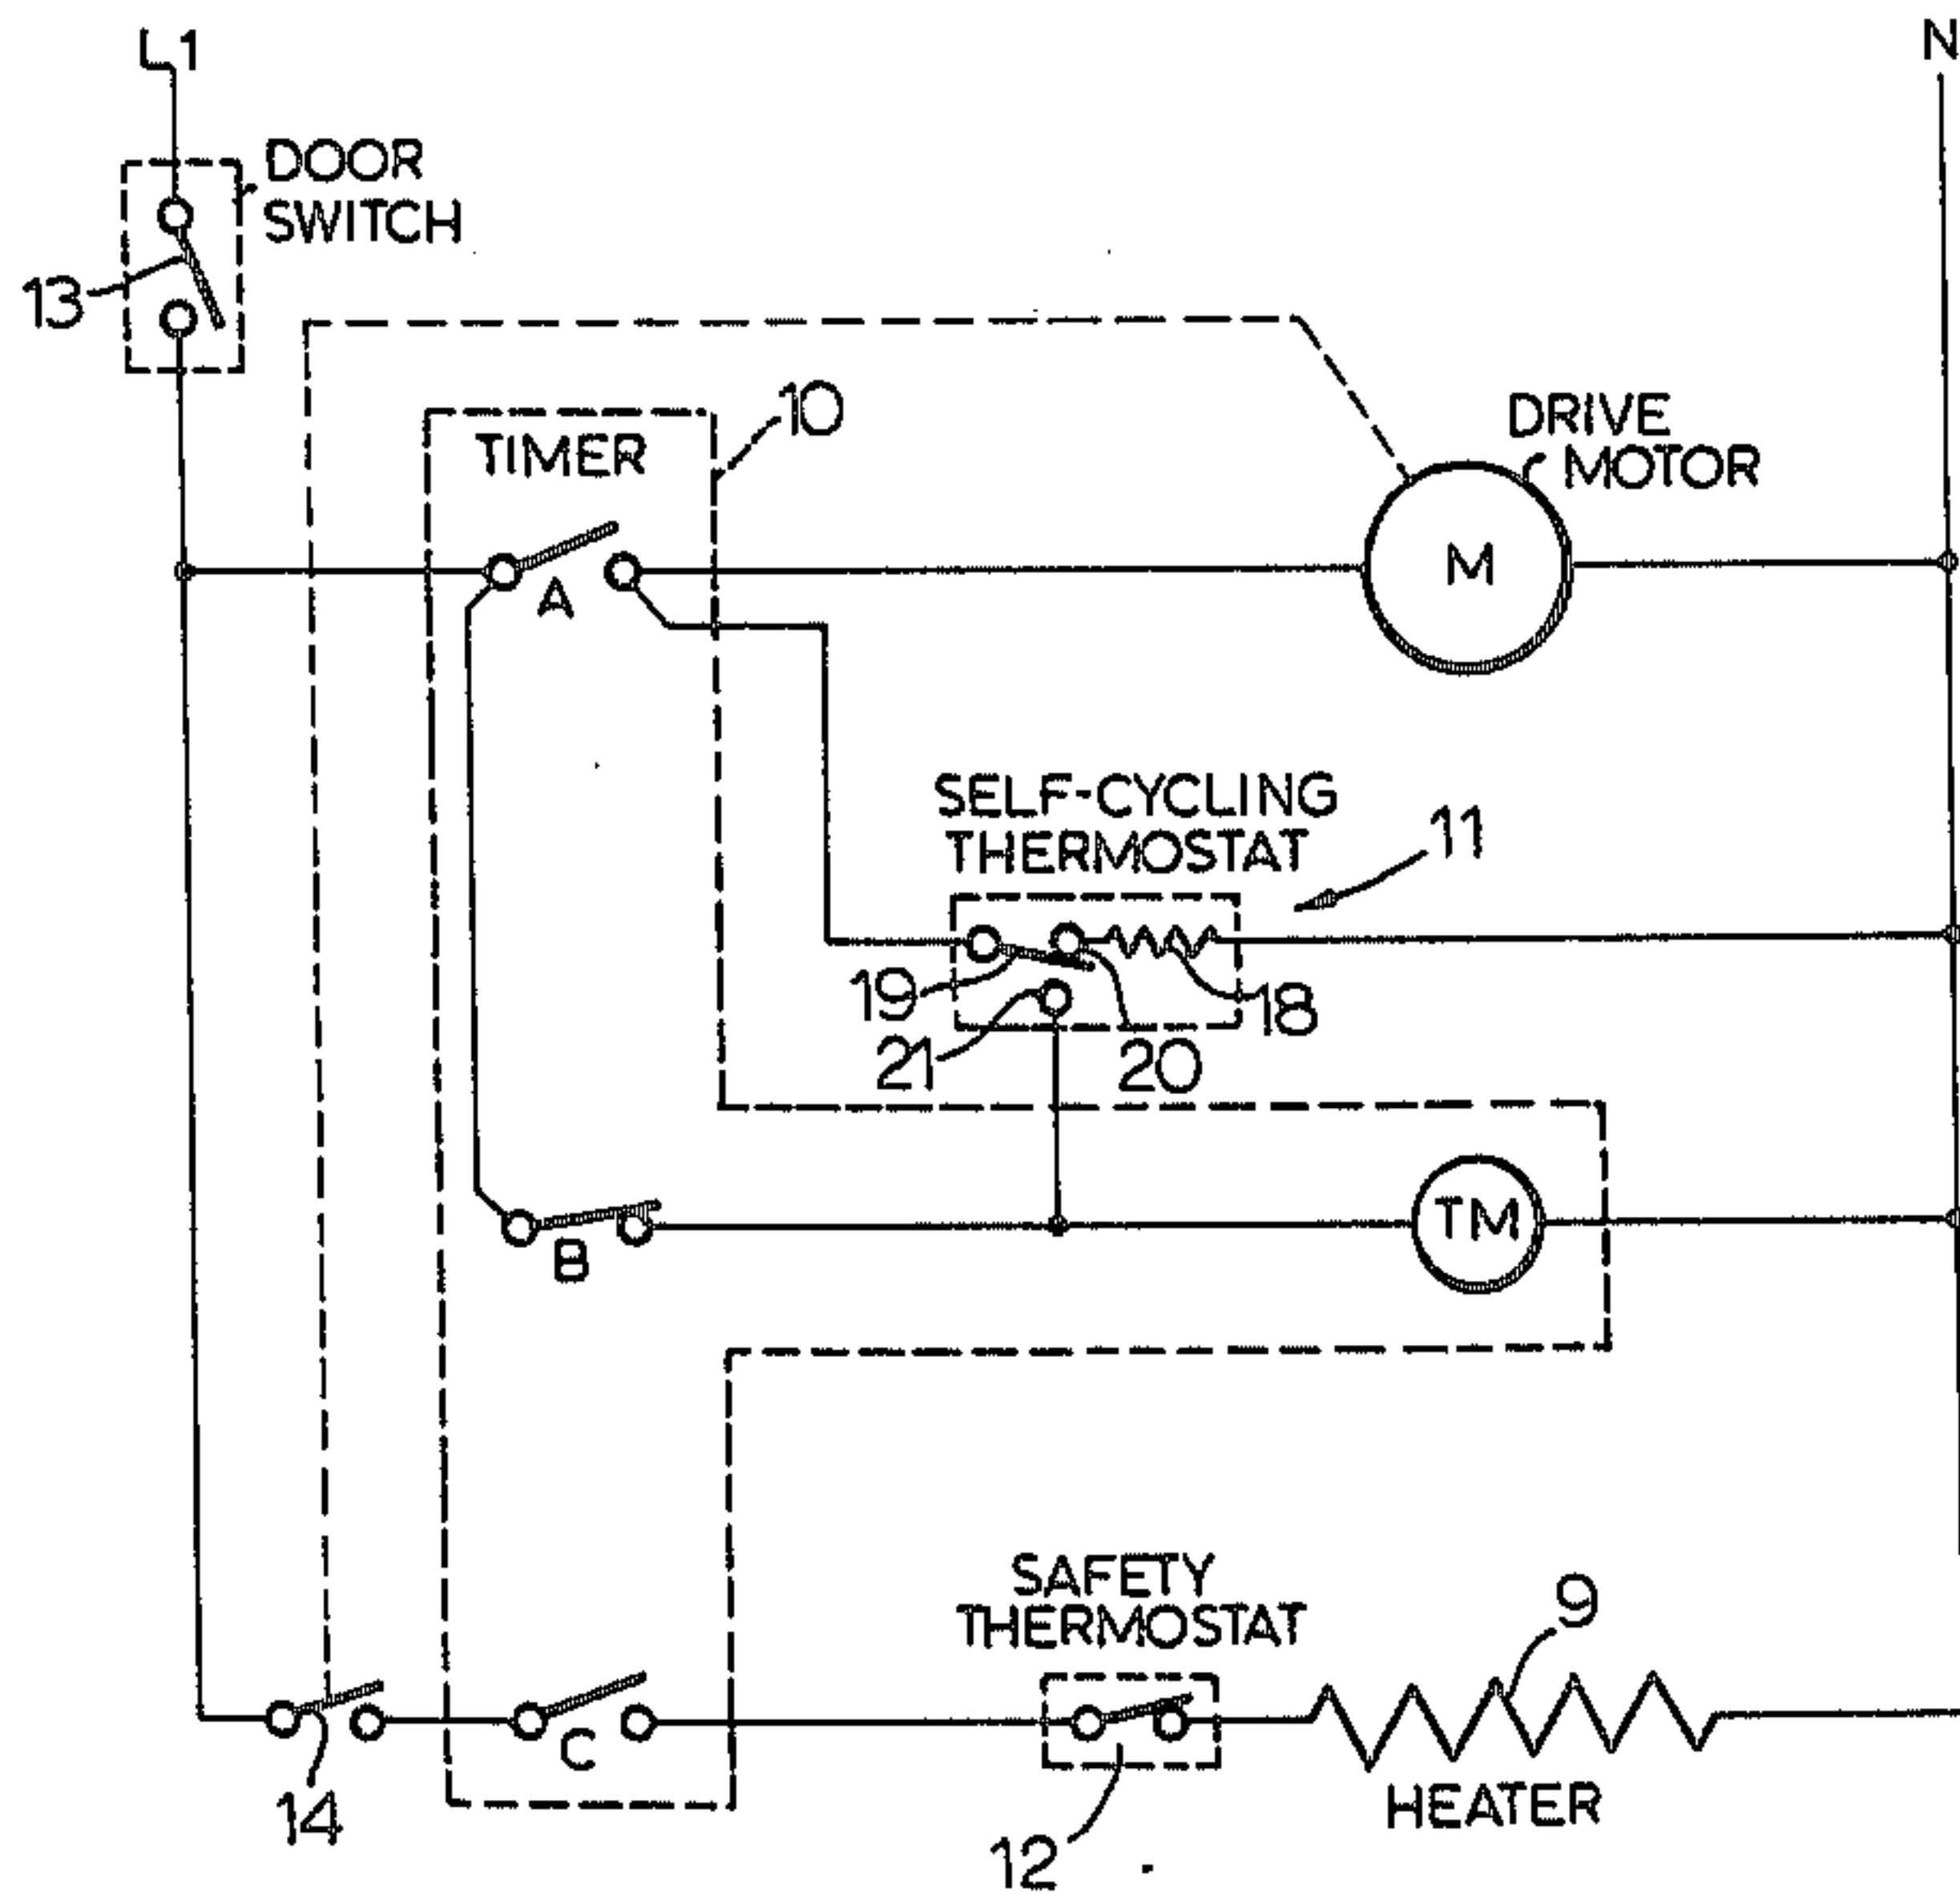 L1
N
DOOR
SWITCH
13
10
TIMER
DRIVE
MOTOR
M
A
SELF-CYCLING
THERMOSTAT
11
19
18
21
20
TM
B
SAFETY
THERMOSTAT
9
C
14
HEATER
12